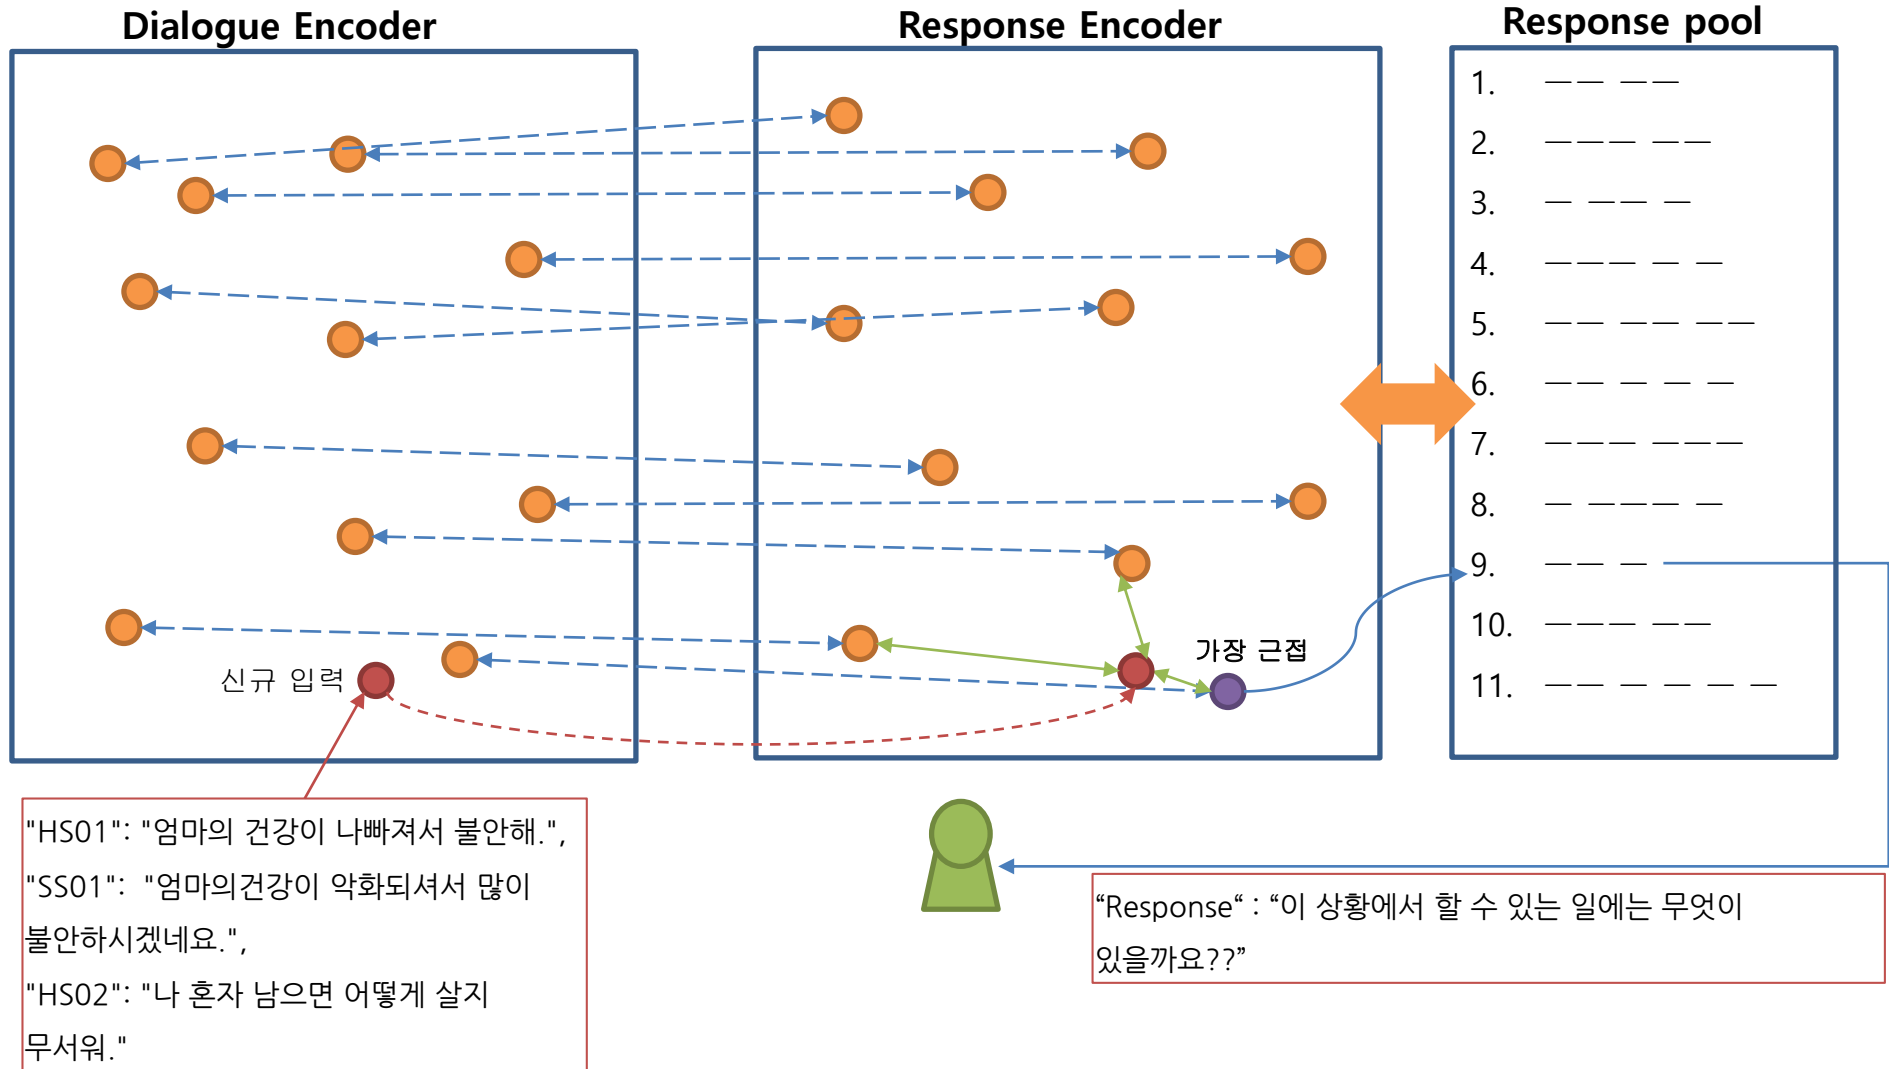 Dialogue Encoder
Response Encoder
Response pool
1.
2.
3.
4.
5.
6.
7.
8.
9.
10.
11.
가장 근접
신규 입력
"HS01": "엄마의 건강이 나빠져서 불안해.",
"SS01":  "엄마의건강이 악화되셔서 많이
불안하시겠네요.",
"HS02": "나 혼자 남으면 어떻게 살지
무서워."
“Response“ : “이 상황에서 할 수 있는 일에는 무엇이
있을까요??”